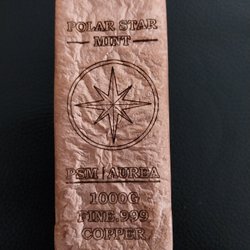 POLAR STAR
MINT
PSM | AUREA
1000G
FINE .999
COPPER